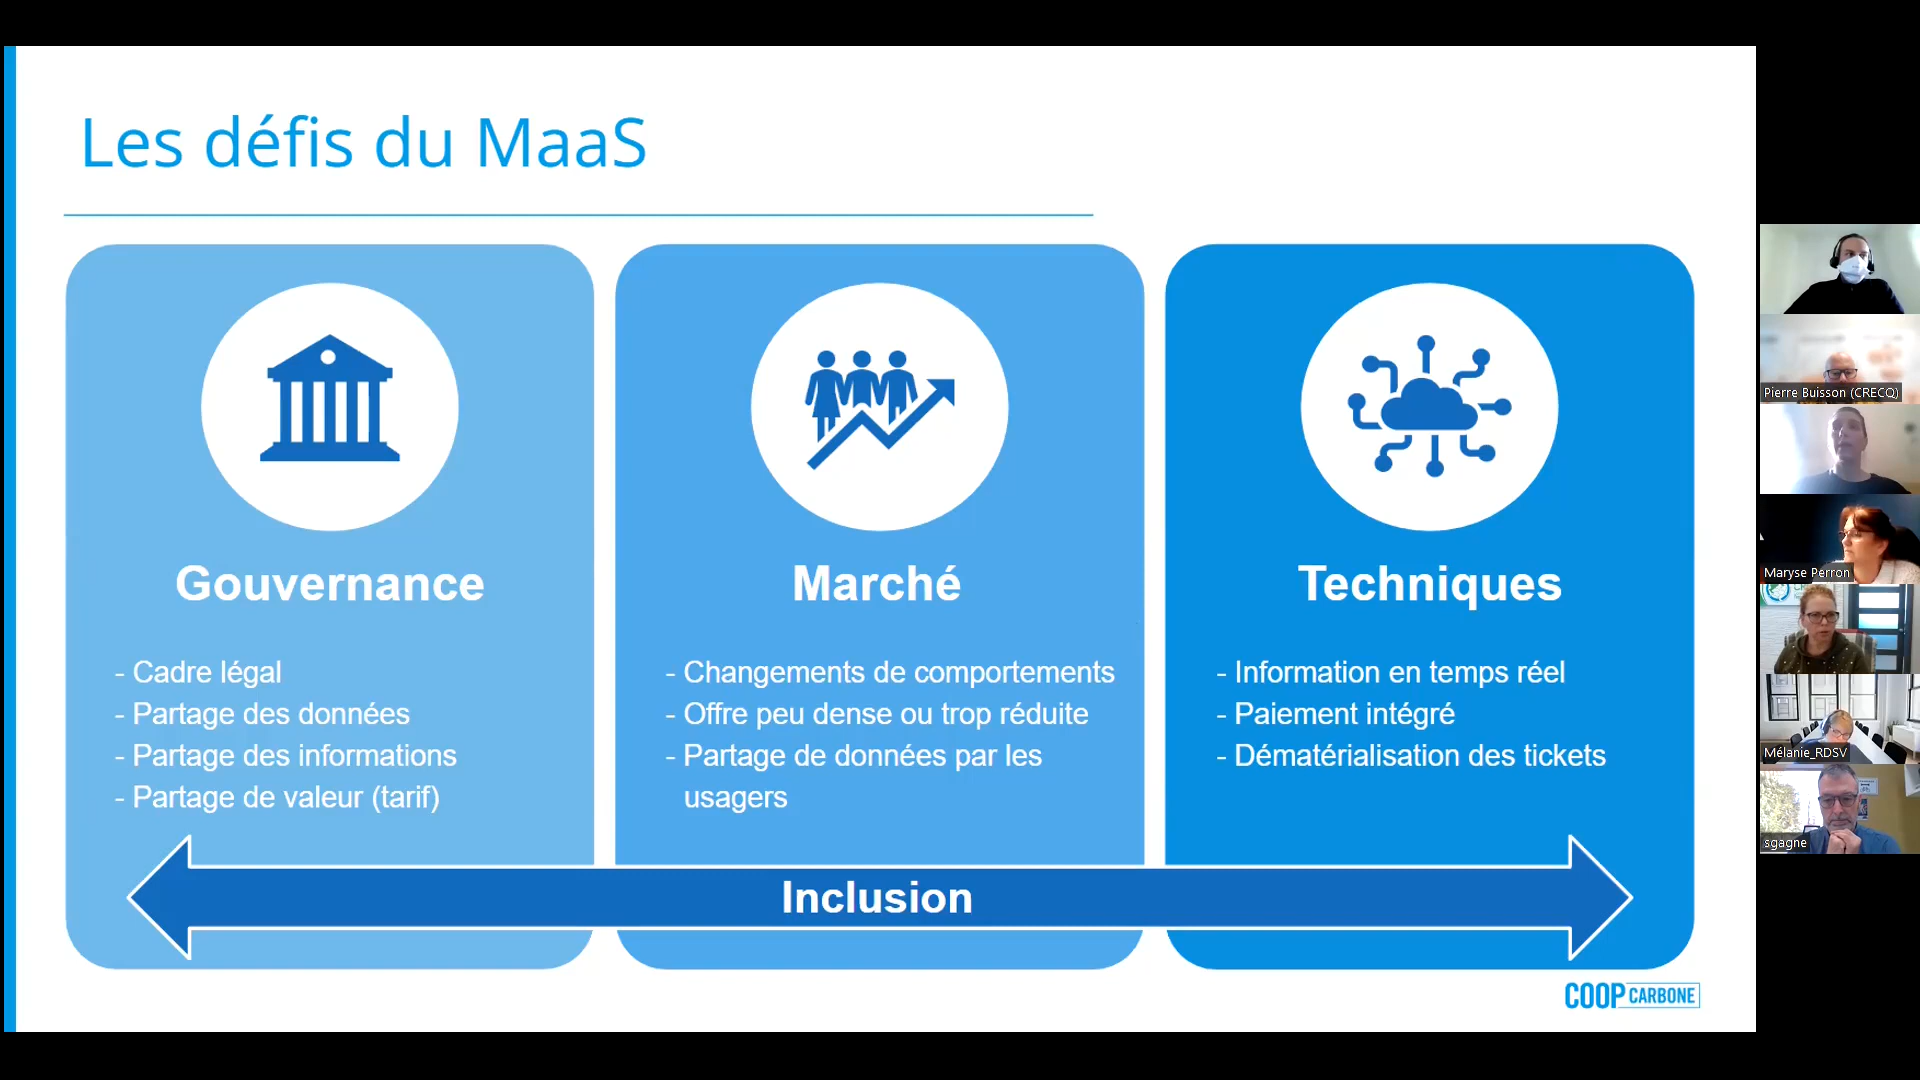 Les défis du MaaS
Gouvernance
- Cadre légal
- Partage des données
- Partage des informations
- Partage de valeur (tarif)
Marché
- Changements de comportements
- Offre peu dense ou trop réduite
- Partage de données par les
usagers
Techniques
- Information en temps réel
- Paiement intégré
- Dématérialisation des tickets
Inclusion
COOP CARBONE
Pierre Buisson (CRECQ)
Maryse Perron
Mélanie_RDSV
sgagne